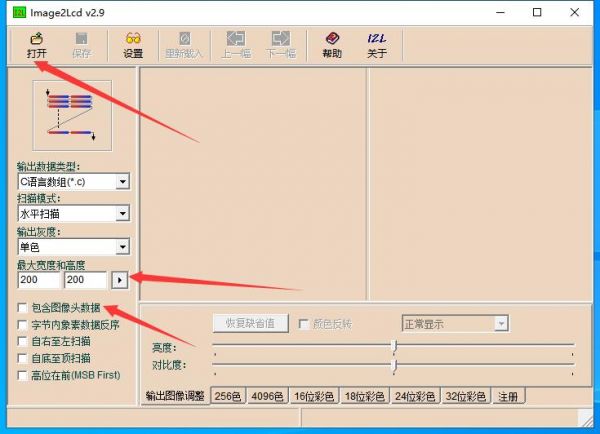 Image2Lcd v2.9
打开 保存 设置 重新载入 上一幅 下一幅 帮助 关于
输出数据类型:
C语言数组(*.c)
扫描模式:
水平扫描
输出灰度:
单色
最大宽度和高度
200 200
包含图像头数据
字节内象素数据反序
自右至左扫描
自底至顶扫描
高位在前(MSB First)
恢复缺省值 颜色反转 正常显示
亮度:
对比度:
输出图像调整 256色 4096色 16位彩色 18位彩色 24位彩色 32位彩色 注册